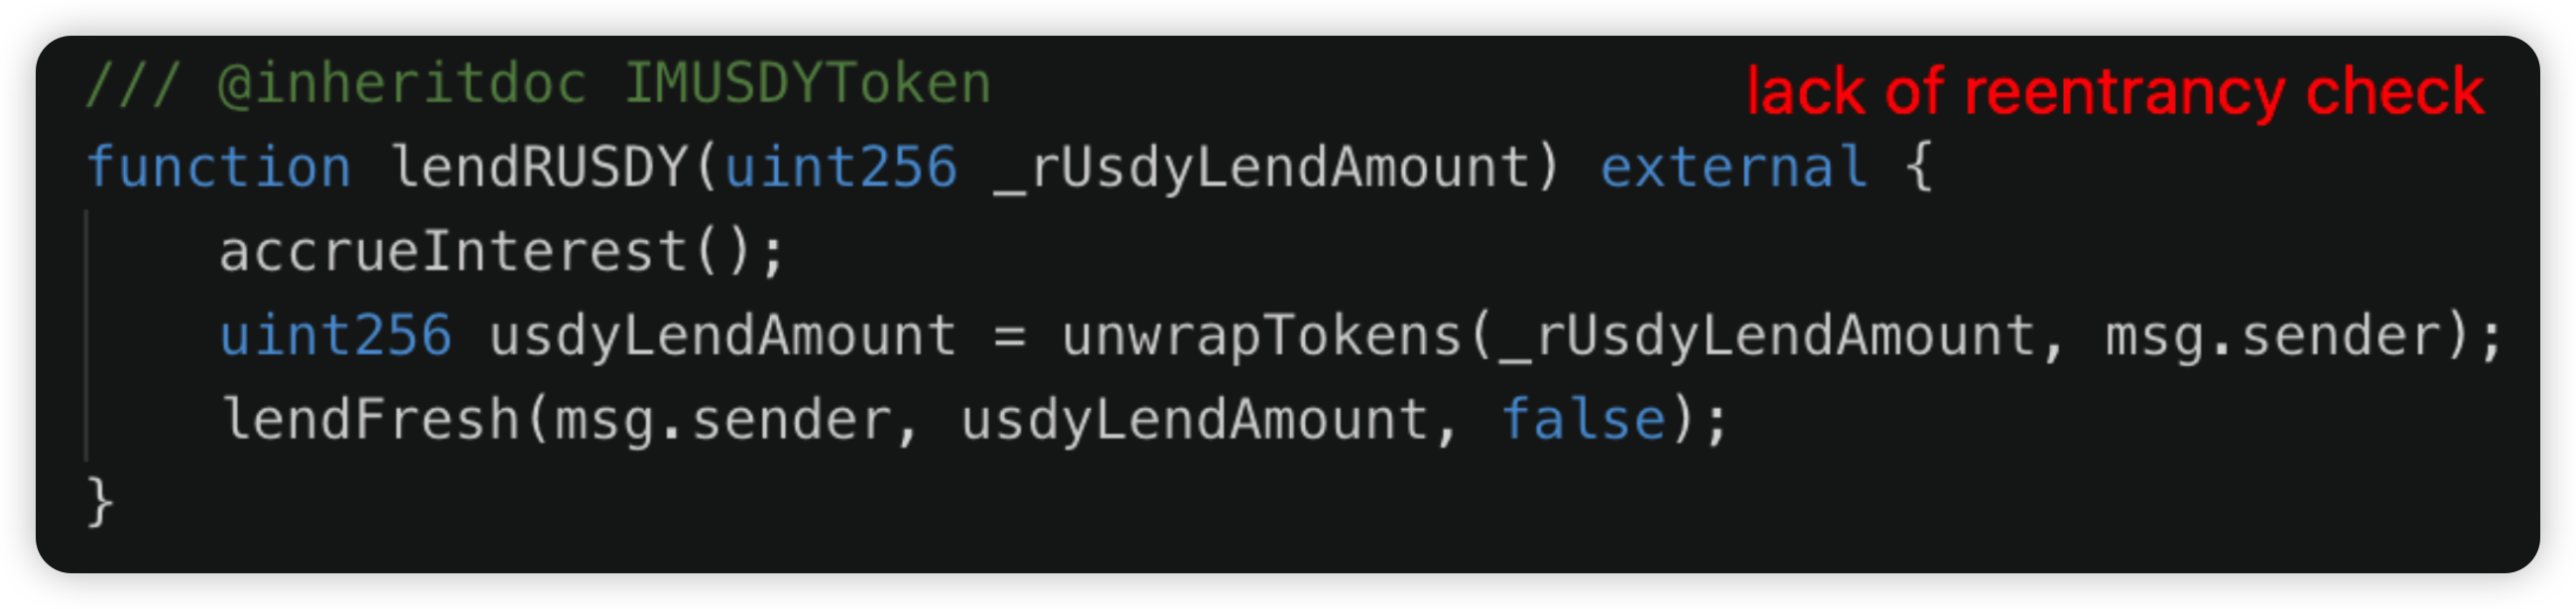 /// @inheritdoc IMUSDYToken
lack of reentrancy check
function lendRUSDY(uint256 _rUsdyLendAmount) external {
accrueInterest();
uint256 usdyLendAmount = unwrapTokens(_rUsdyLendAmount, msg.sender);
lendFresh(msg.sender, usdyLendAmount, false);
}